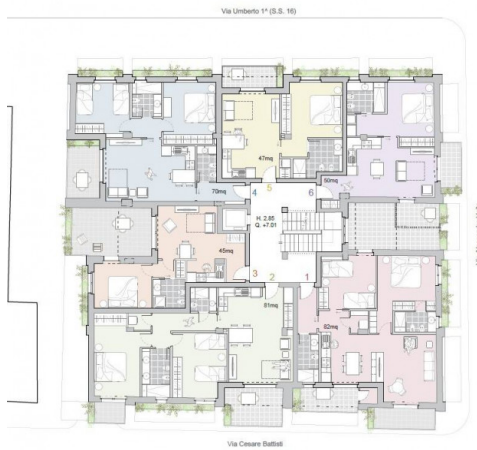 Via Umberto 1° (S.S. 16)
47mq
5
70mq
4
6
50mq
H. 2.85
Q. +7.01
45mq
3
2
1
81mq
82mq
Via Cesare Battisti